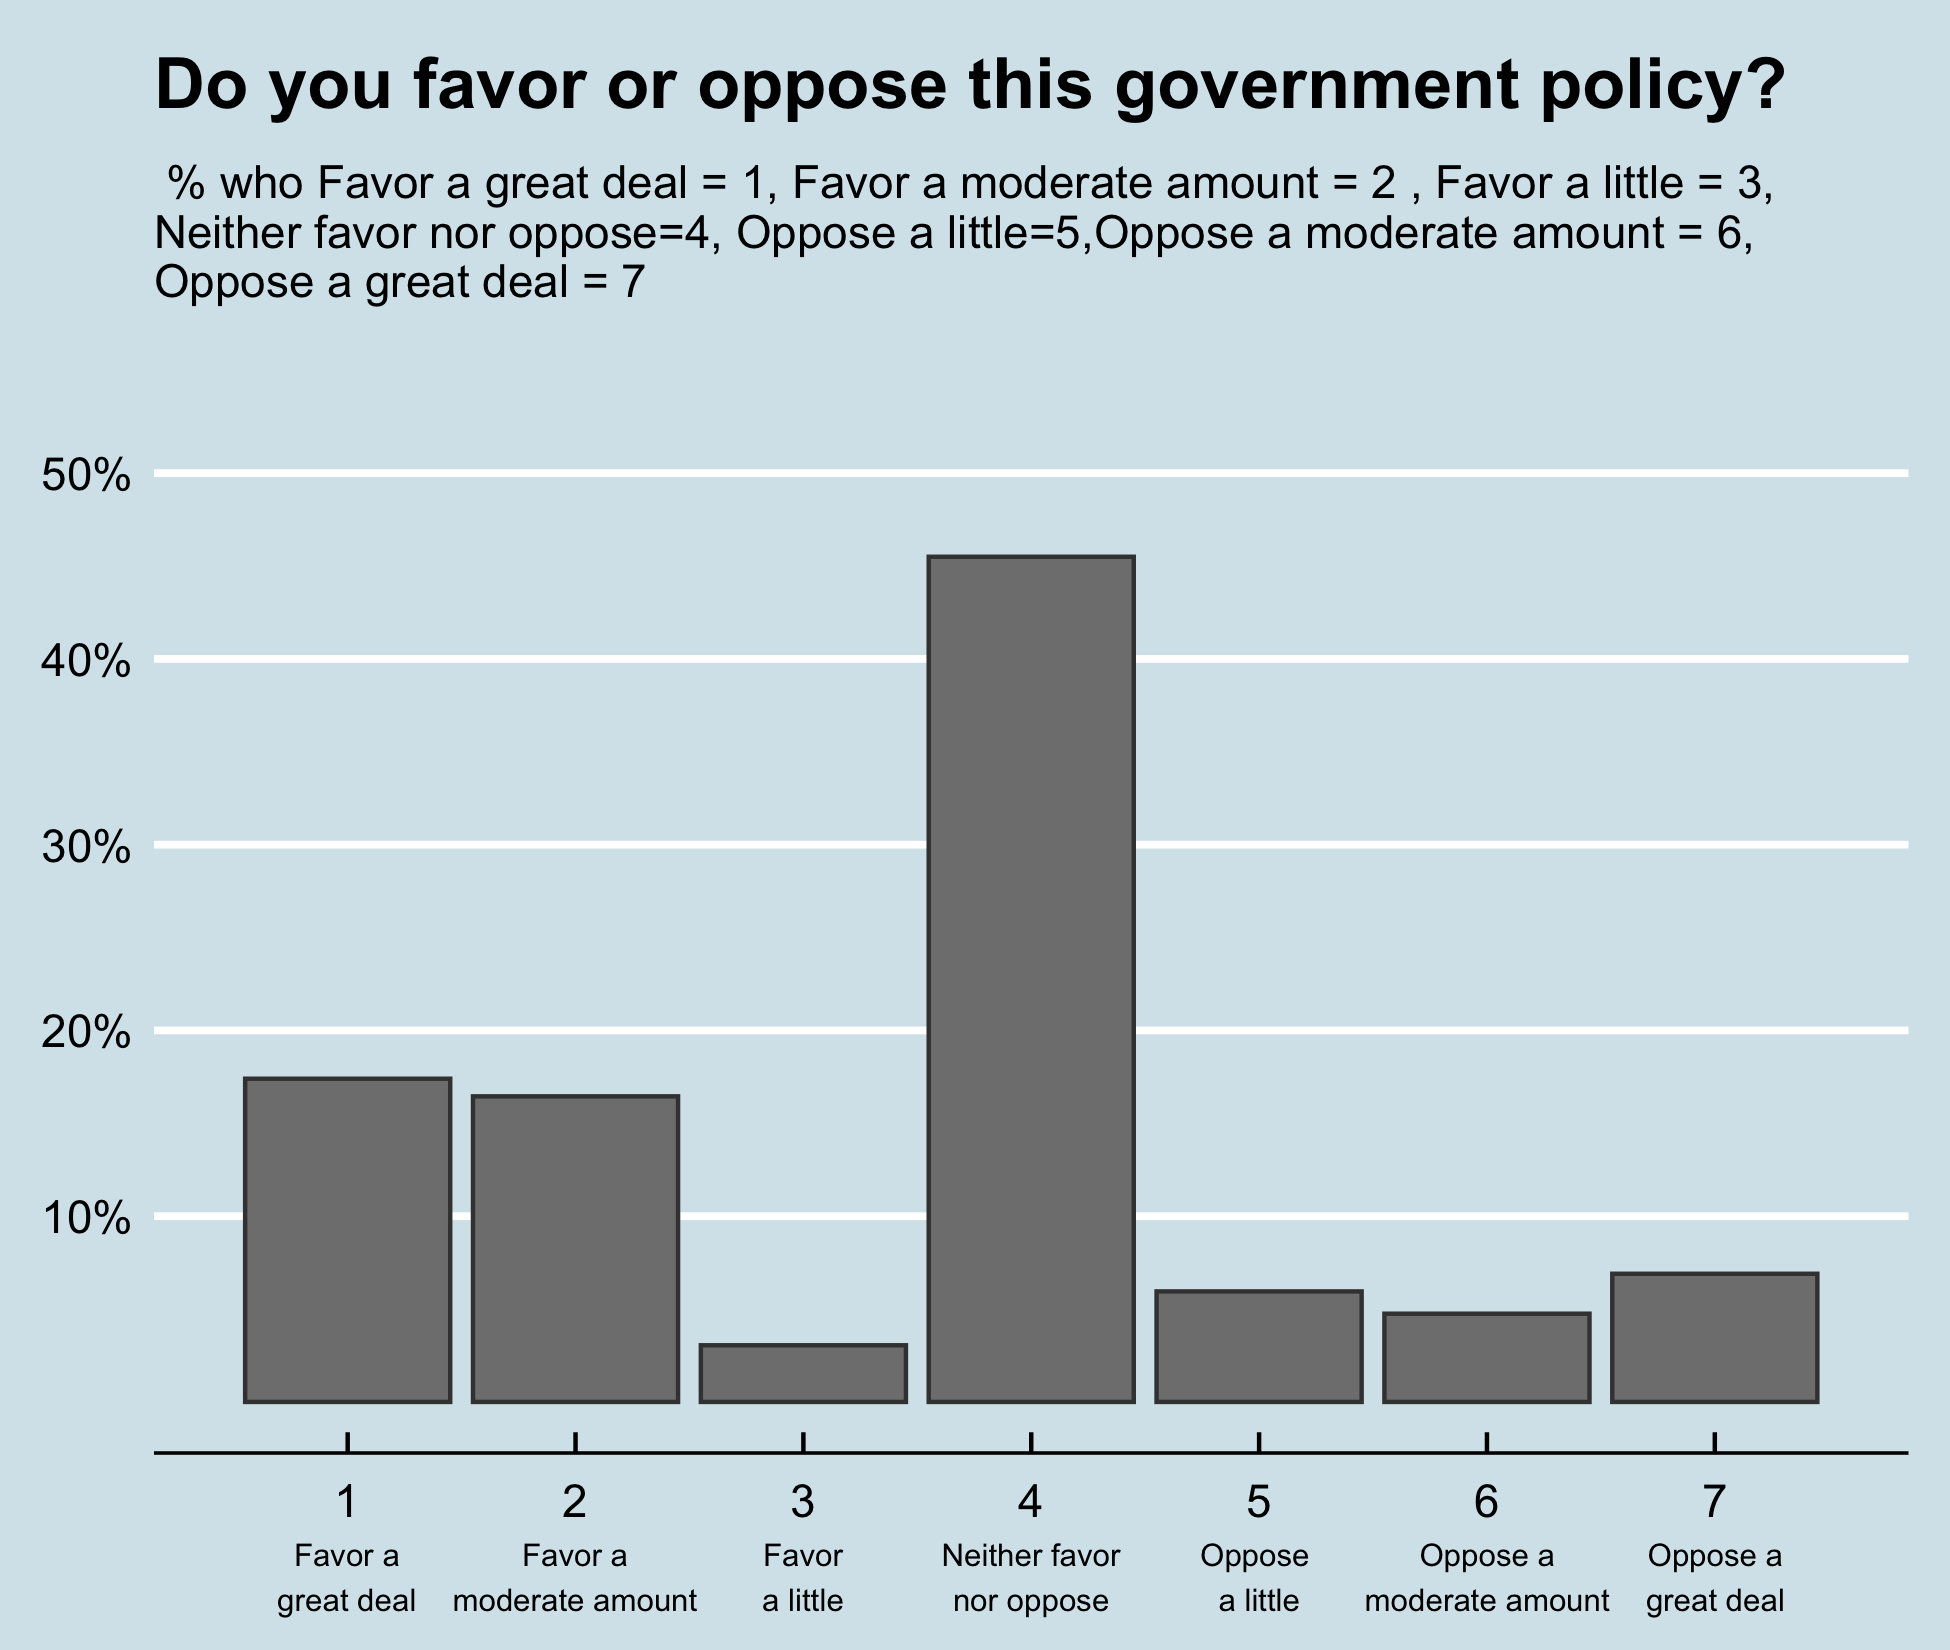 Do you favor or oppose this government policy?
% who Favor a great deal = 1, Favor a moderate amount = 2 , Favor a little = 3,
Neither favor nor oppose=4, Oppose a little=5,Oppose a moderate amount = 6,
Oppose a great deal = 7
50%
40%
30%
20%
10%
1 2 3 4 5 6 7
Favor a Favor a Favor Neither favor Oppose Oppose a Oppose a
great deal moderate amount a little nor oppose a little moderate amount great deal